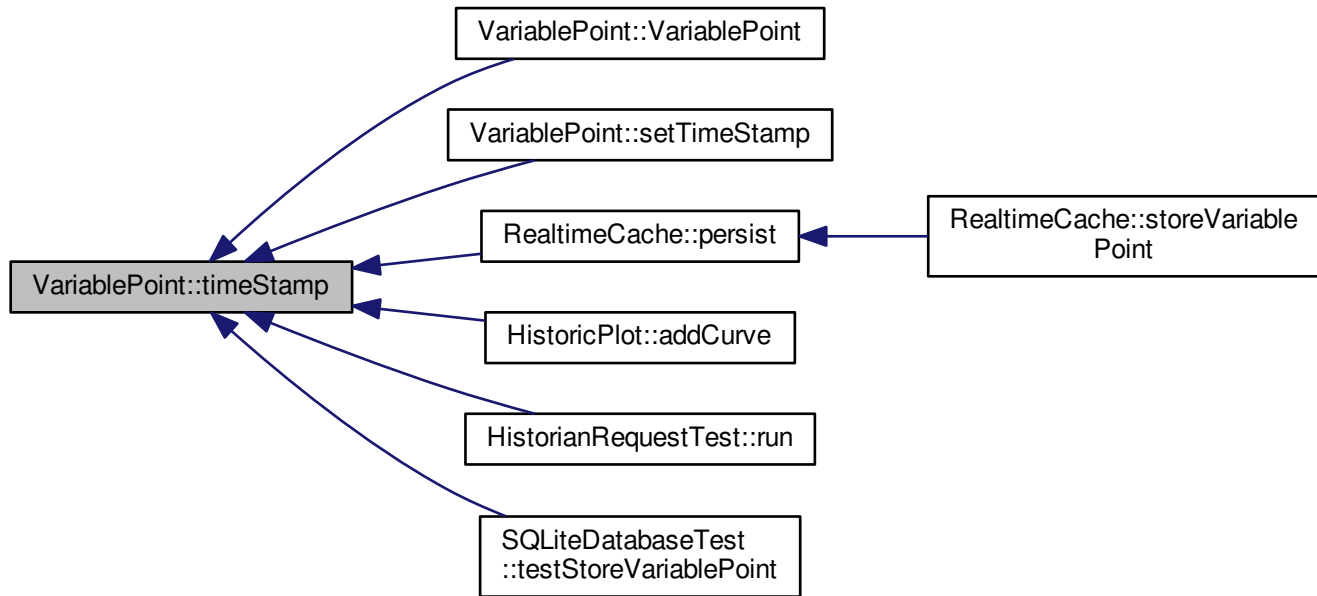 VariablePoint::VariablePoint
VariablePoint::setTimeStamp
RealtimeCache::persist
RealtimeCache::storeVariable
Point
VariablePoint::timeStamp
HistoricPlot::addCurve
HistorianRequestTest::run
SQLiteDatabaseTest
::testStoreVariablePoint